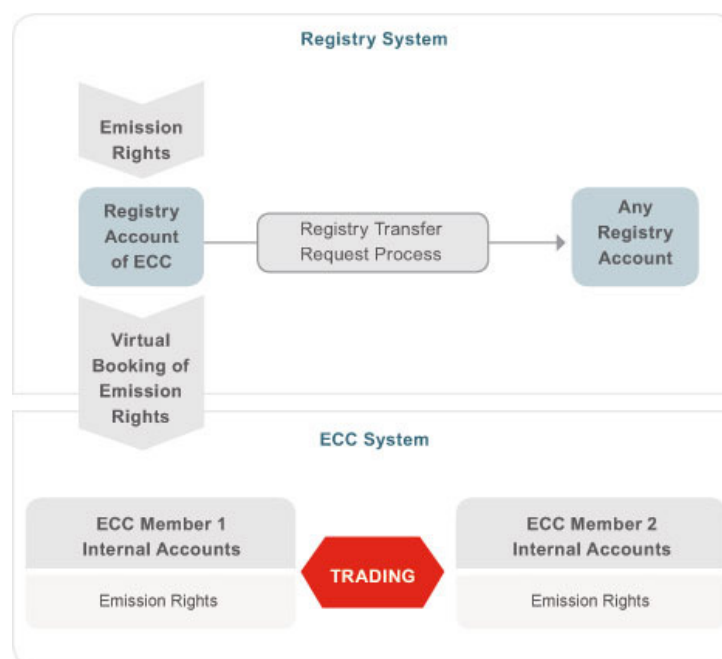 Registry System
Emission
Rights
Registry
Account
of ECC
Registry Transfer
Request Process
Any
Registry
Account
Virtual
Booking of
Emission
Rights
ECC System
ECC Member 1
Internal Accounts
Emission Rights
TRADING
ECC Member 2
Internal Accounts
Emission Rights